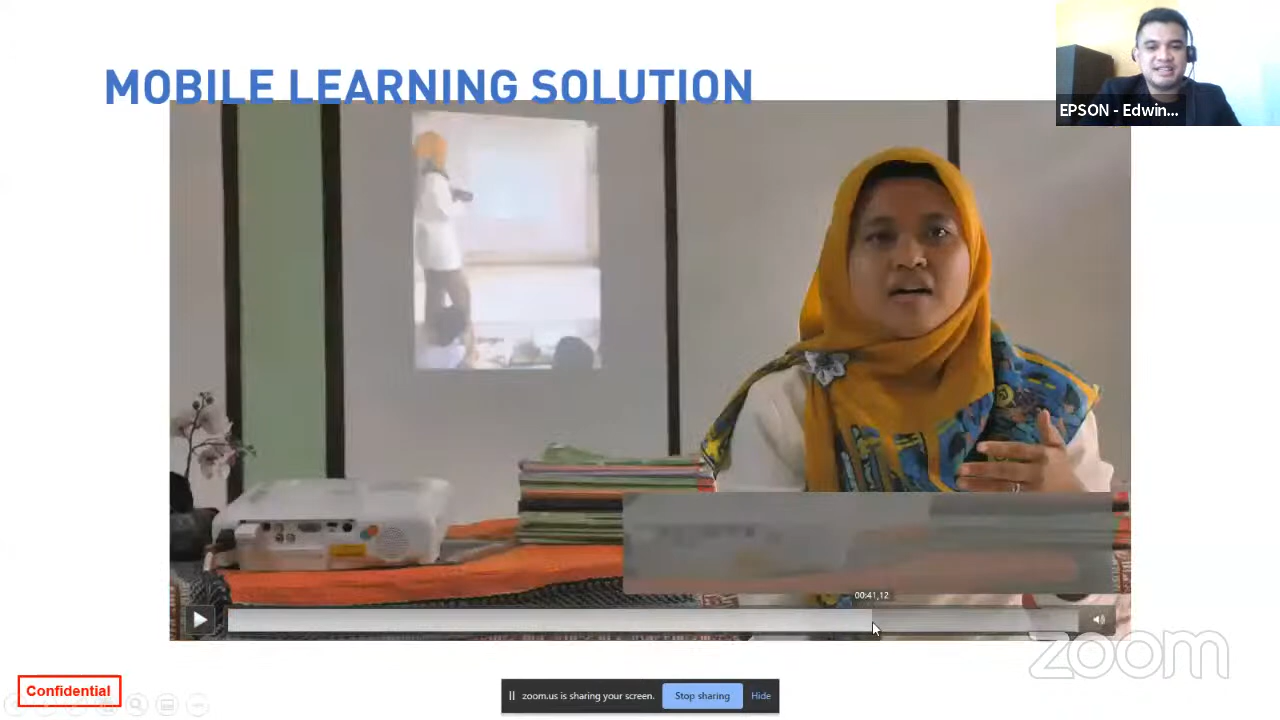 MOBILE LEARNING SOLUTION
EPSON - Edwin...
00:41,12
zoom
Confidential
zoom.us is sharing your screen.
Stop sharing
Hide